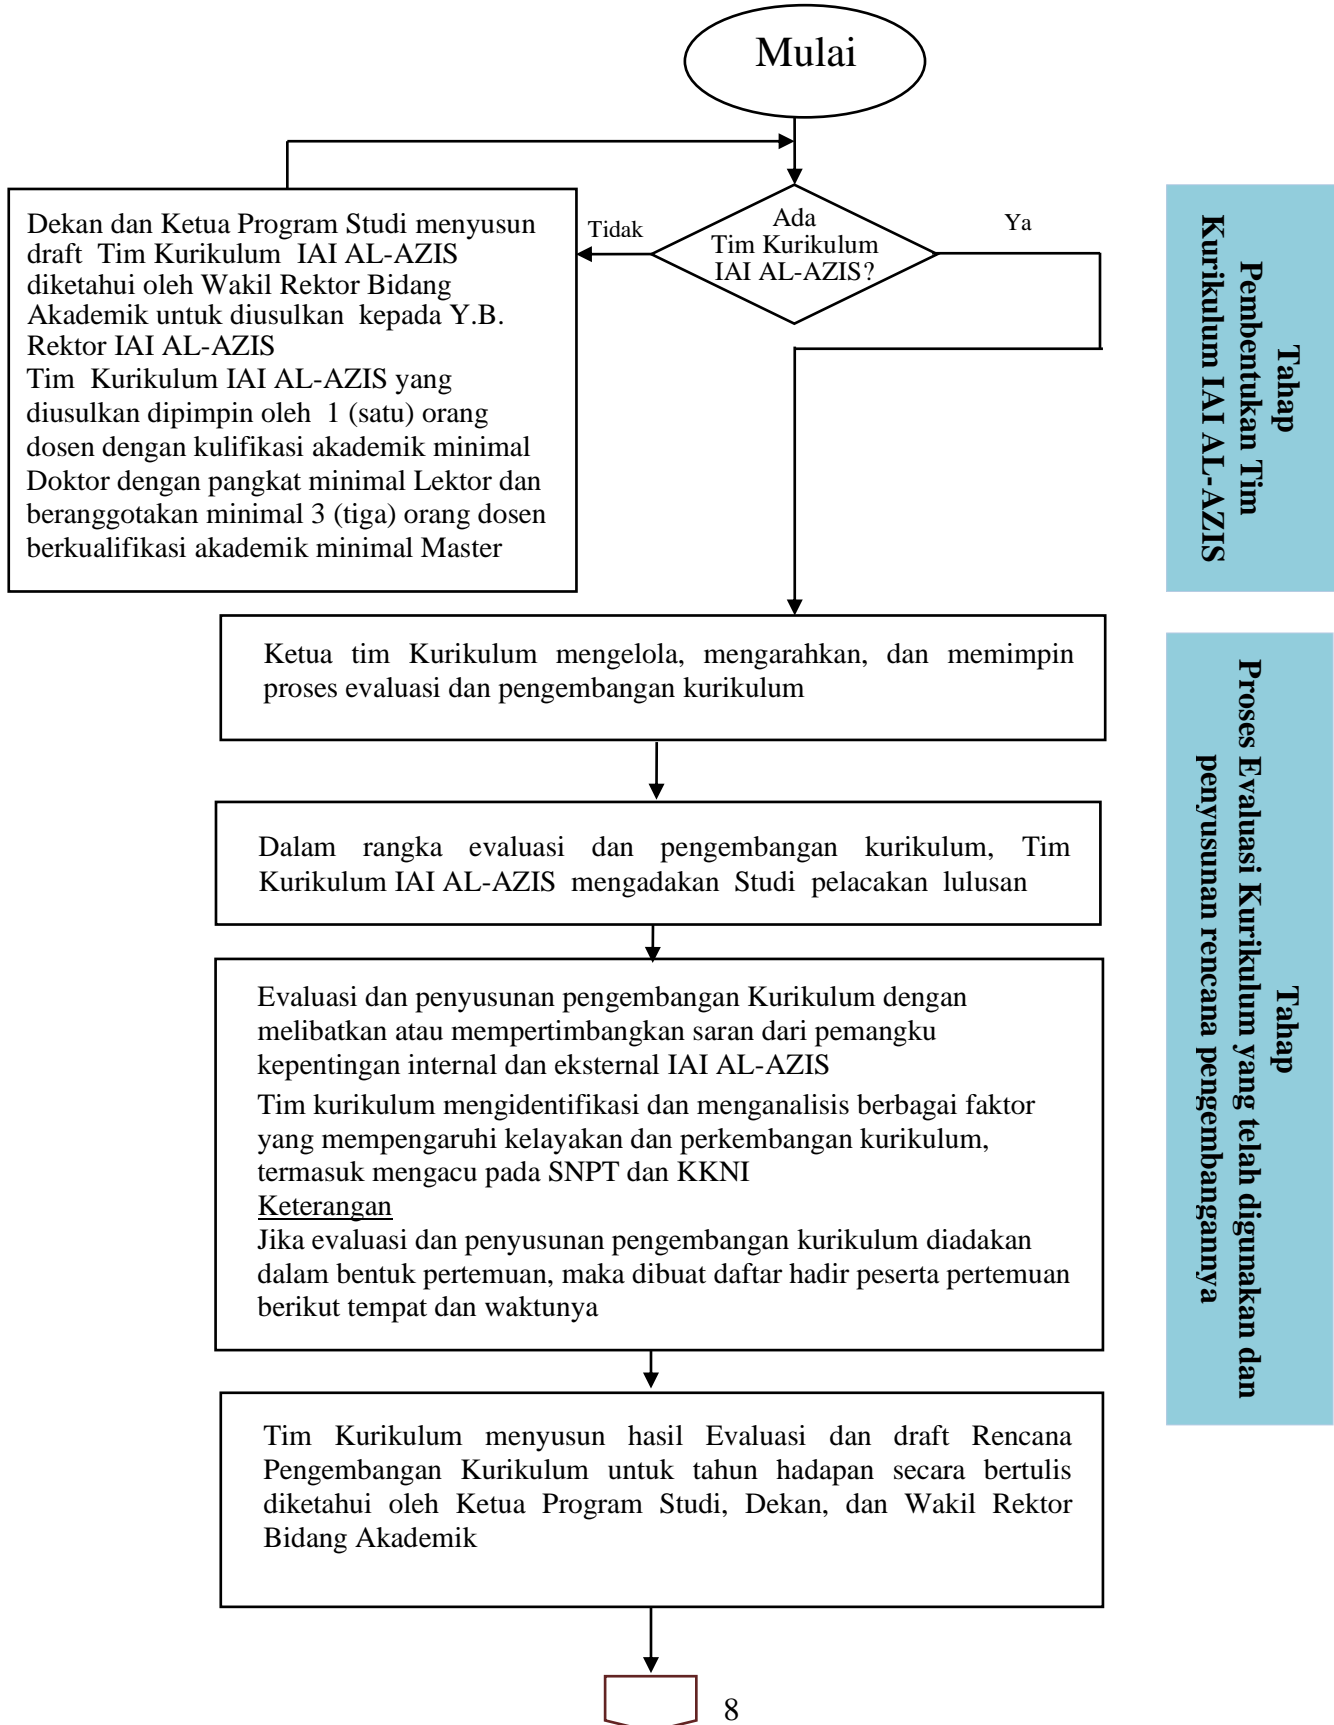 Mulai
Ada
Tim Kurikulum
IAI AL-AZIS?
Tidak
Ya
Dekan dan Ketua Program Studi menyusun
draft Tim Kurikulum IAI AL-AZIS
diketahui oleh Wakil Rektor Bidang
Akademik untuk diusulkan kepada Y.B.
Rektor IAI AL-AZIS
Tim Kurikulum IAI AL-AZIS yang
diusulkan dipimpin oleh 1 (satu) orang
dosen dengan kulifikasi akademik minimal
Doktor dengan pangkat minimal Lektor dan
beranggotakan minimal 3 (tiga) orang dosen
berkualifikasi akademik minimal Master
Tahap
Pembentukan Tim
Kurikulum IAI AL-AZIS
Ketua tim Kurikulum mengelola, mengarahkan, dan memimpin
proses evaluasi dan pengembangan kurikulum
Dalam rangka evaluasi dan pengembangan kurikulum, Tim
Kurikulum IAI AL-AZIS mengadakan Studi pelacakan lulusan
Evaluasi dan penyusunan pengembangan Kurikulum dengan
melibatkan atau mempertimbangkan saran dari pemangku
kepentingan internal dan eksternal IAI AL-AZIS
Tim kurikulum mengidentifikasi dan menganalisis berbagai faktor
yang mempengaruhi kelayakan dan perkembangan kurikulum,
termasuk mengacu pada SNPT dan KKNI
Keterangan
Jika evaluasi dan penyusunan pengembangan kurikulum diadakan
dalam bentuk pertemuan, maka dibuat daftar hadir peserta pertemuan
berikut tempat dan waktunya
Tim Kurikulum menyusun hasil Evaluasi dan draft Rencana
Pengembangan Kurikulum untuk tahun hadapan secara bertulis
diketahui oleh Ketua Program Studi, Dekan, dan Wakil Rektor
Bidang Akademik
Tahap
Proses Evaluasi Kurikulum yang telah digunakan dan
penyusunan rencana pengembangannya
8